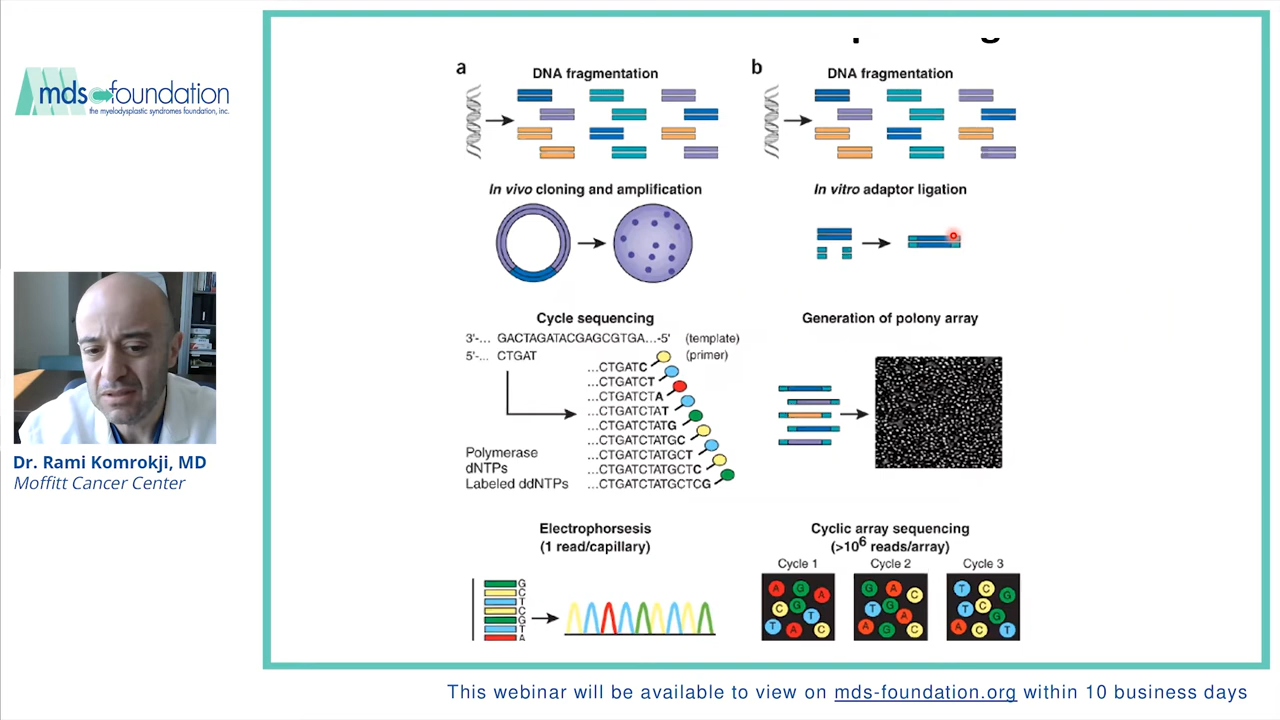 mds foundation
the myelodysplastic syndromes foundation, inc.
Dr. Rami Komrokji, MD
Moffitt Cancer Center
a
DNA fragmentation
In vivo cloning and amplification
Cycle sequencing
3'-... GACTAGATACGAGCGTGA...-5' (template)
5'-... CTGAT (primer)
...CTGATC
...CTGATCT
...CTGATCTA
...CTGATCTAT
...CTGATCTATG
...CTGATCTATGC
...CTGATCTATGCT
...CTGATCTATGCTC
...CTGATCTATGCTCG
Polymerase
dNTPs
Labeled ddNTPs
Electrophorsesis
(1 read/capillary)
G
C
T
C
G
T
A
b
DNA fragmentation
In vitro adaptor ligation
Generation of polony array
Cyclic array sequencing
(>10⁶ reads/array)
Cycle 1
A G A
C G T
T A C
Cycle 2
G A C
T G A
A G C
Cycle 3
T C G
T C G
A C T
This webinar will be available to view on mds-foundation.org within 10 business days